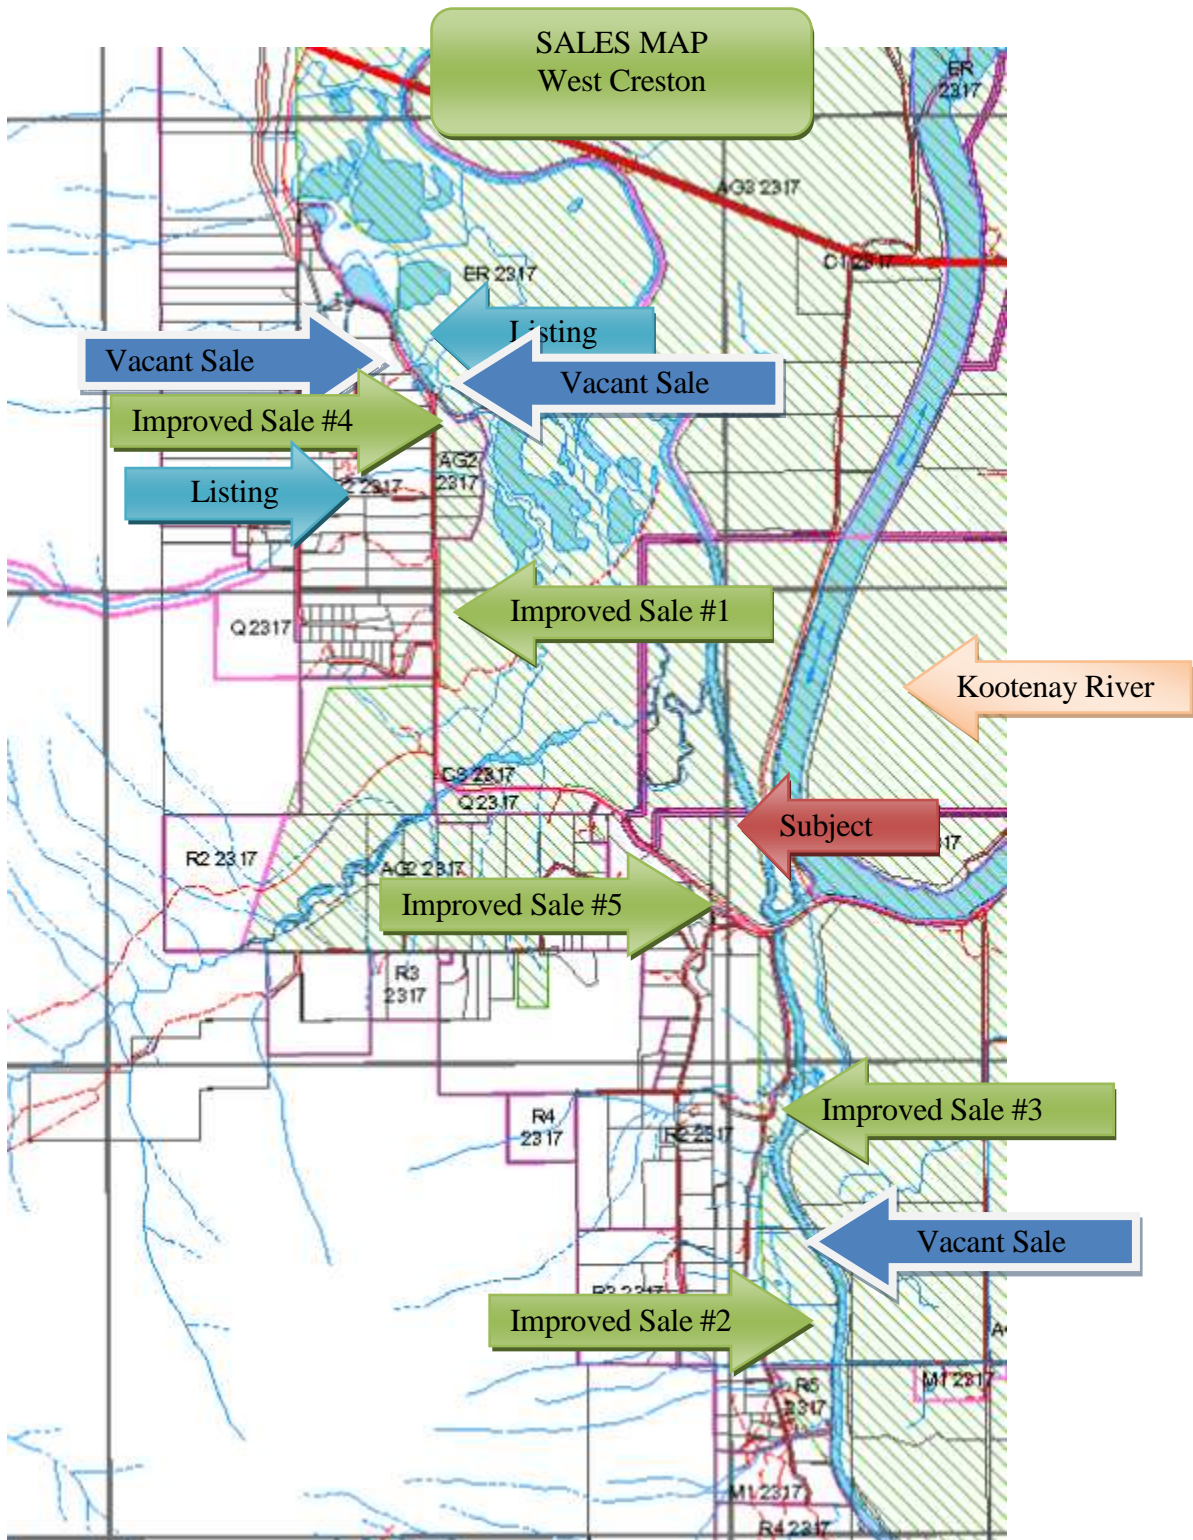 SALES MAP
West Creston
ER
2317
AG3 2317
C1 2317
ER 2317
Listing
Vacant Sale
Vacant Sale
Improved Sale #4
AG2
2317
Listing
2317
Improved Sale #1
Q 2317
Kootenay River
2317
Q 2317
Subject
R2 2317
AG2 2317
Improved Sale #5
R3
2317
R4
2317
Improved Sale #3
R2 2317
Vacant Sale
R3 2317
Improved Sale #2
R5
2317
M1 2317
M1 2317
R4 2317